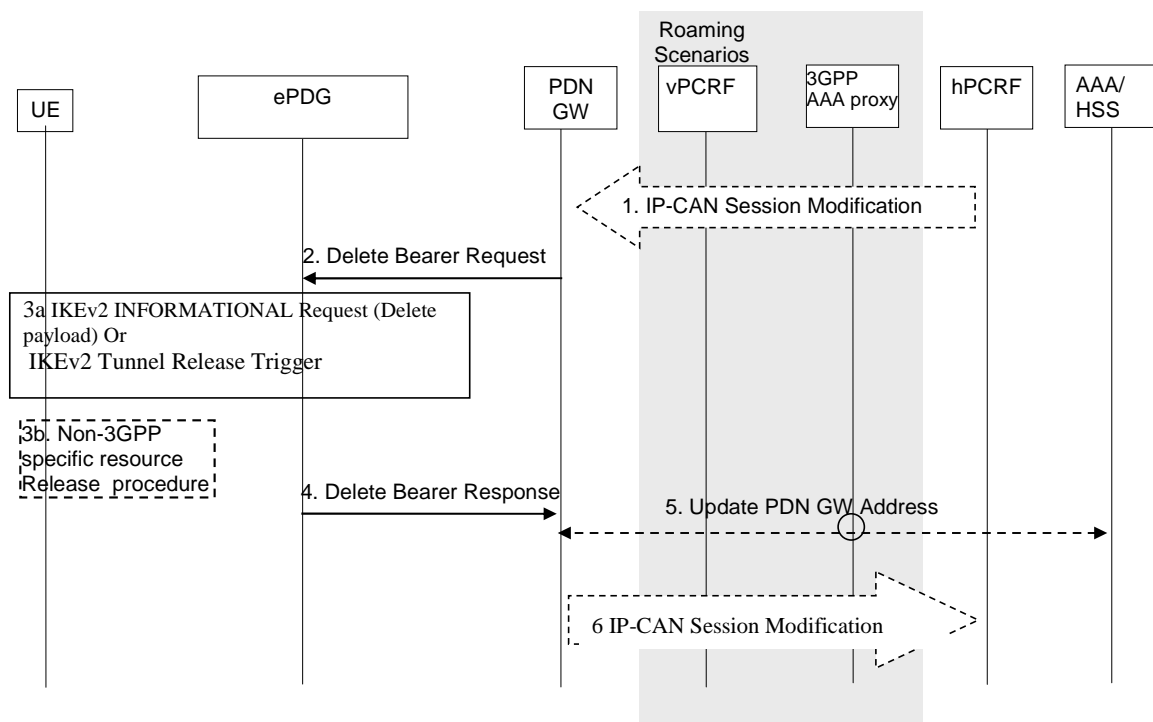 Roaming
Scenarios
UE
ePDG
PDN
GW
vPCRF
3GPP
AAA proxy
hPCRF
AAA/
HSS
1. IP-CAN Session Modification
2. Delete Bearer Request
3a IKEv2 INFORMATIONAL Request (Delete
payload) Or
IKEv2 Tunnel Release Trigger
3b. Non-3GPP
specific resource
Release procedure
4. Delete Bearer Response
5. Update PDN GW Address
6 IP-CAN Session Modification